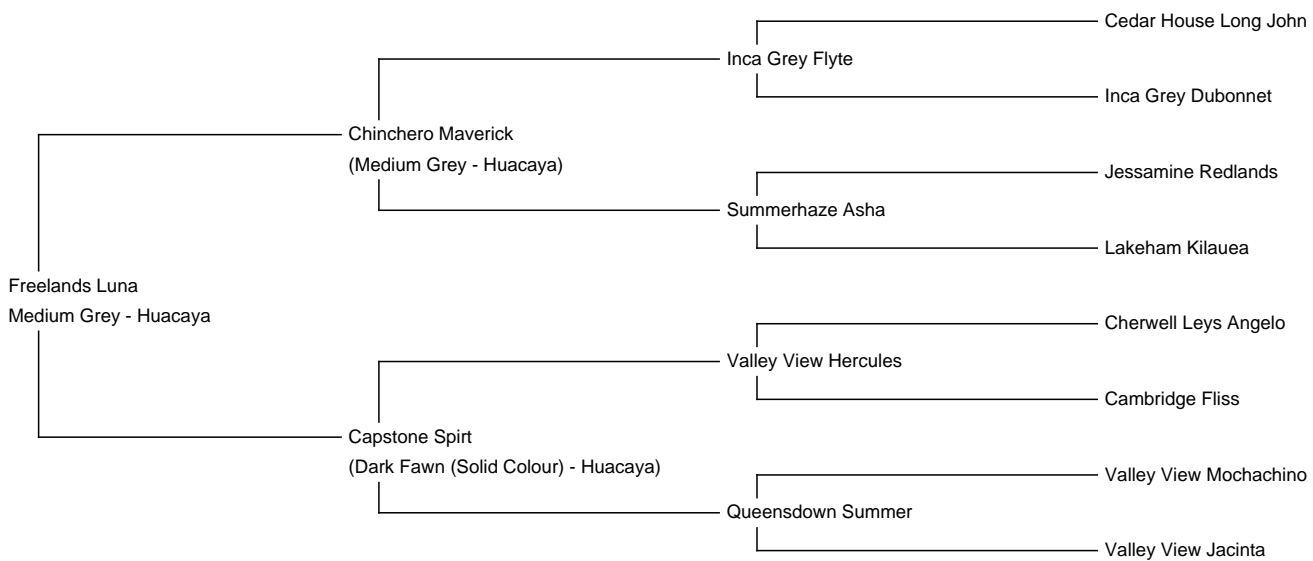 Cedar House Long John
Inca Grey Flyte
Inca Grey Dubonnet
Chinchero Maverick
(Medium Grey - Huacaya)
Jessamine Redlands
Summerhaze Asha
Lakeham Kilauea
Freelands Luna
Medium Grey - Huacaya
Cherwell Leys Angelo
Valley View Hercules
Cambridge Fliss
Capstone Spirt
(Dark Fawn (Solid Colour) - Huacaya)
Valley View Mochachino
Queensdown Summer
Valley View Jacinta